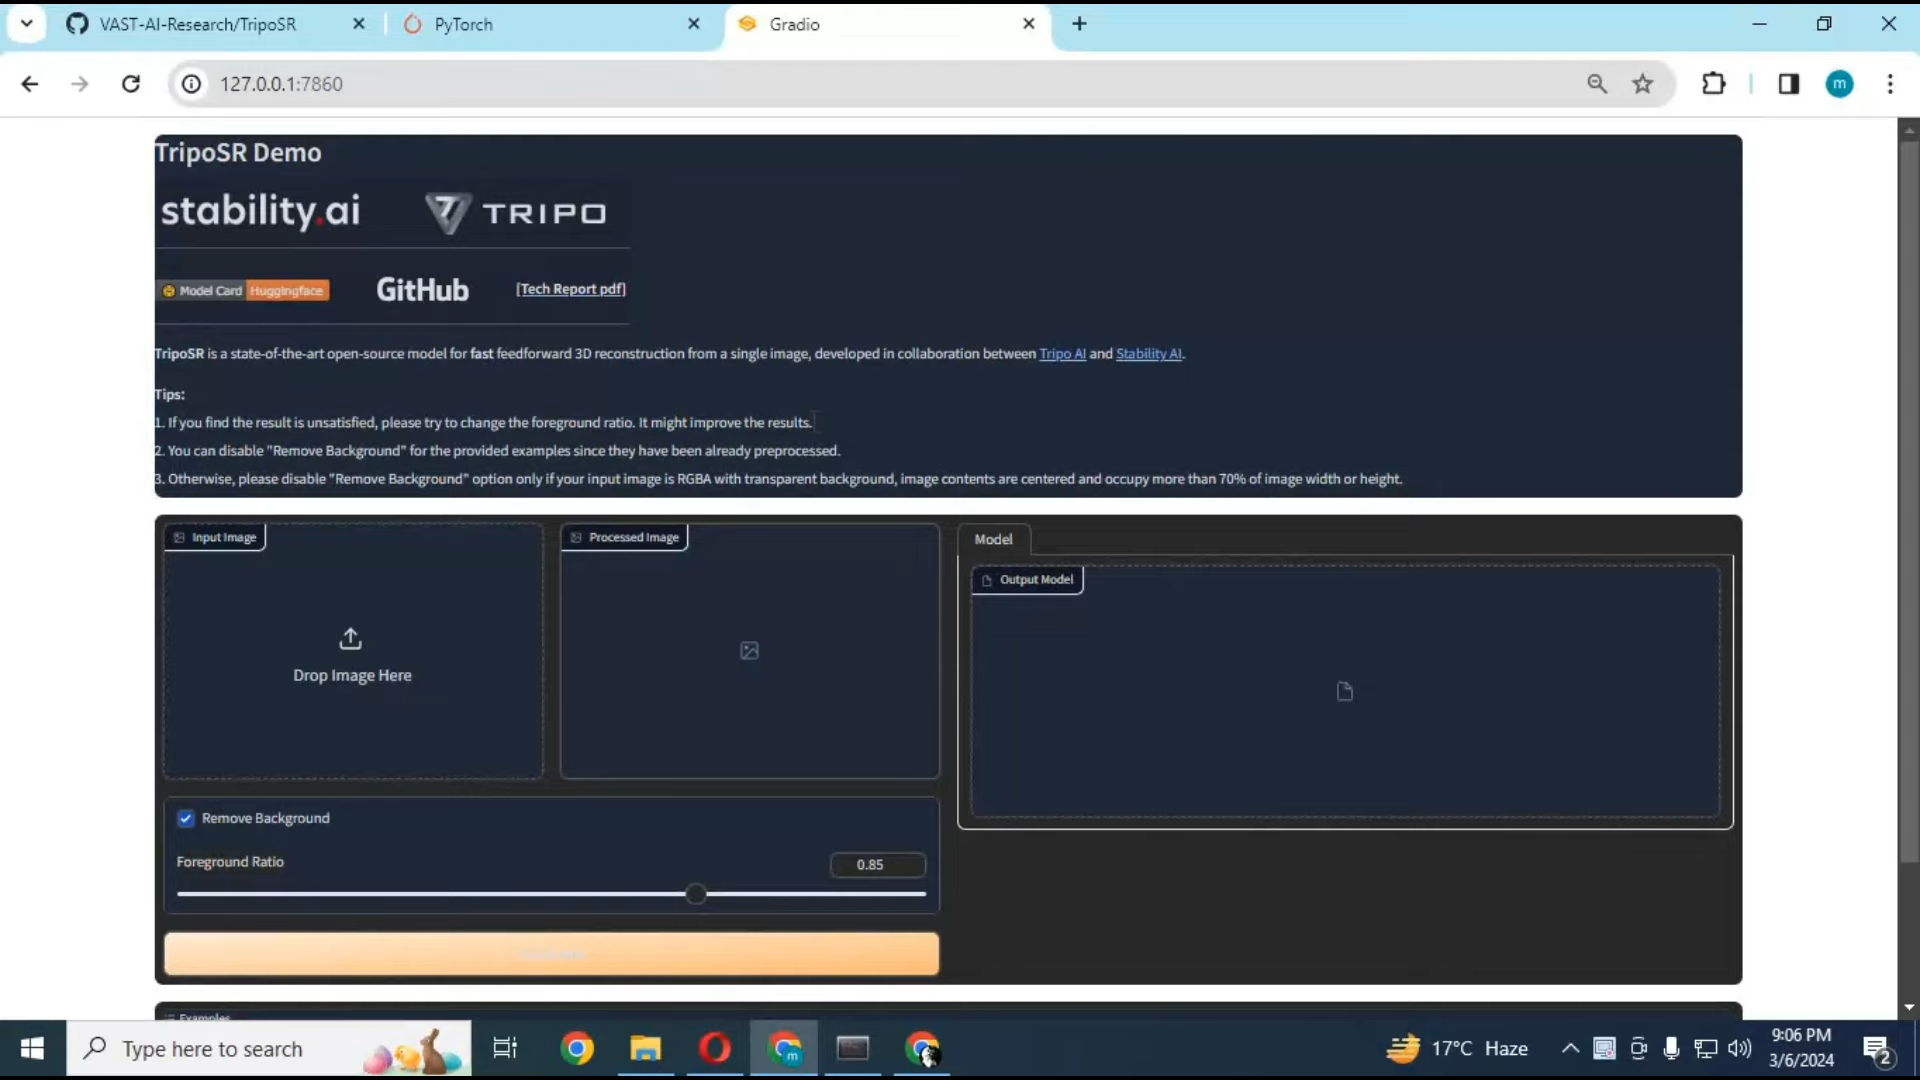 VAST-AI-Research/TripoSR
PyTorch
Gradio
127.0.0.1:7860
m
TripoSR Demo
stability.ai TRIPO
Model Card Huggingface GitHub [Tech Report pdf]
TripoSR is a state-of-the-art open-source model for fast feedforward 3D reconstruction from a single image, developed in collaboration between Tripo AI and Stability AI.
Tips:
1. If you find the result is unsatisfied, please try to change the foreground ratio. It might improve the results.
2. You can disable "Remove Background" for the provided examples since they have been already preprocessed.
3. Otherwise, please disable "Remove Background" option only if your input image is RGBA with transparent background, image contents are centered and occupy more than 70% of image width or height.
Input Image
Processed Image
Model
Output Model
Drop Image Here
Remove Background
Foreground Ratio
0.85
Examples
Type here to search
m
17°C Haze
9:06 PM
3/6/2024
2